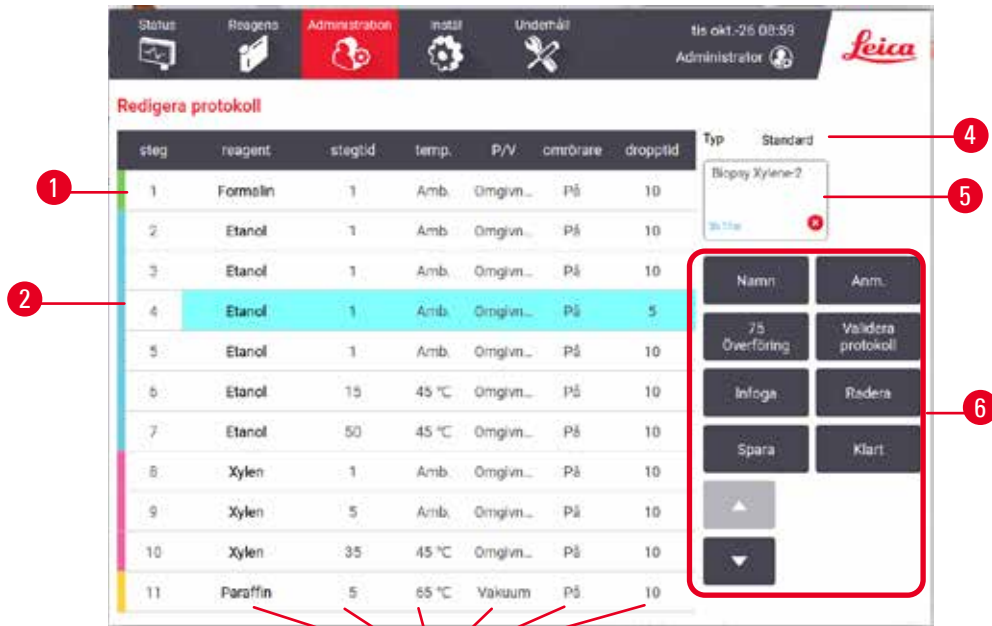 Status Reagens Administration Inställ Underhåll tis okt.-26 08:59
Administrator
Leica
Redigera protokoll
steg reagent stegtid temp. P/V omrörare dropptid
Typ Standard
4
1 1 Formalin 1 Amb. Omgivn... På 10
Biopsy Xylene-2
5
2 Etanol 1 Amb. Omgivn... På 10
3 Etanol 1 Amb. Omgivn... På 10
2 4 Etanol 1 Amb. Omgivn... På 5
5 Etanol 1 Amb. Omgivn... På 10
6 Etanol 15 45 °C Omgivn... På 10
7 Etanol 50 45 °C Omgivn... På 10
8 Xylen 1 Amb. Omgivn... På 10
9 Xylen 5 Amb. Omgivn... På 10
10 Xylen 35 45 °C Omgivn... På 10
11 Paraffin 5 65 °C Vakuum På 10
Namn Anm.
75
Överföring
Validera
protokoll
Infoga Radera
6
Spara Klart